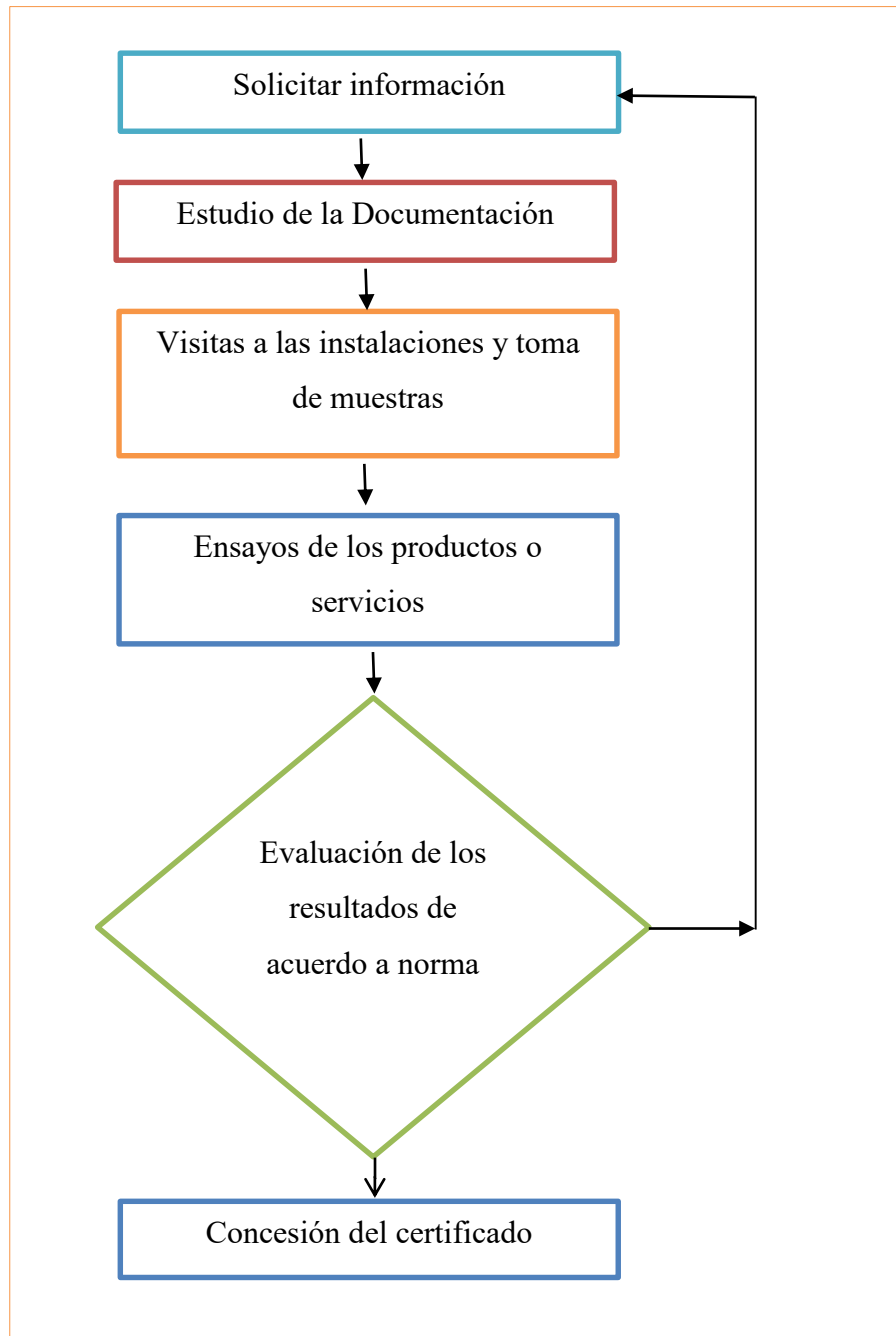 Solicitar información
Estudio de la Documentación
Visitas a las instalaciones y toma
de muestras
Ensayos de los productos o
servicios
Evaluación de los
resultados de
acuerdo a norma
Concesión del certificado